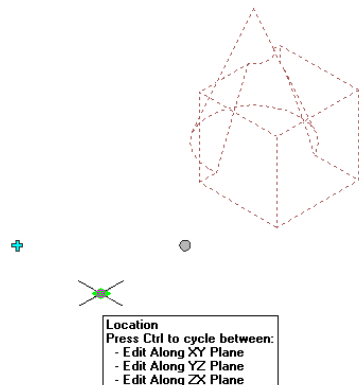 Location
Press Ctrl to cycle between:
- Edit Along XY Plane
- Edit Along YZ Plane
- Edit Along ZX Plane